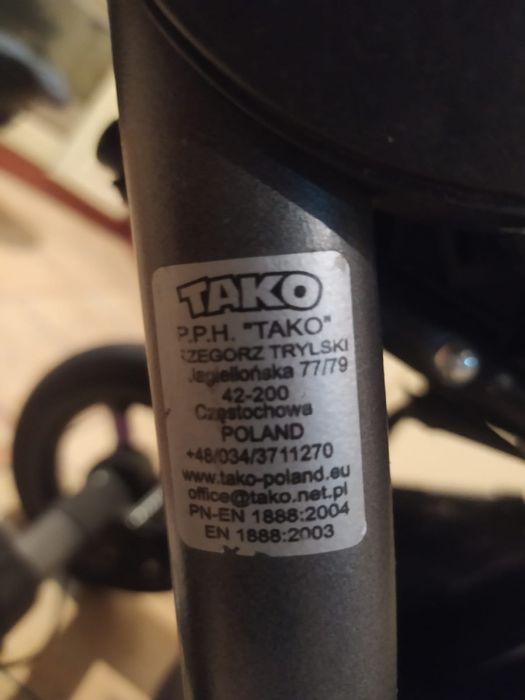 TAKO
P.P.H. "TAKO"
RZEGORZ TRYLSKI
Jagiellońska 77/79
42-200
Częstochowa
POLAND
+48/034/3711270
www.tako-poland.eu
office@tako.net.pl
PN-EN 1888:2004
EN 1888:2003